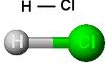 H — Cl
H Cl